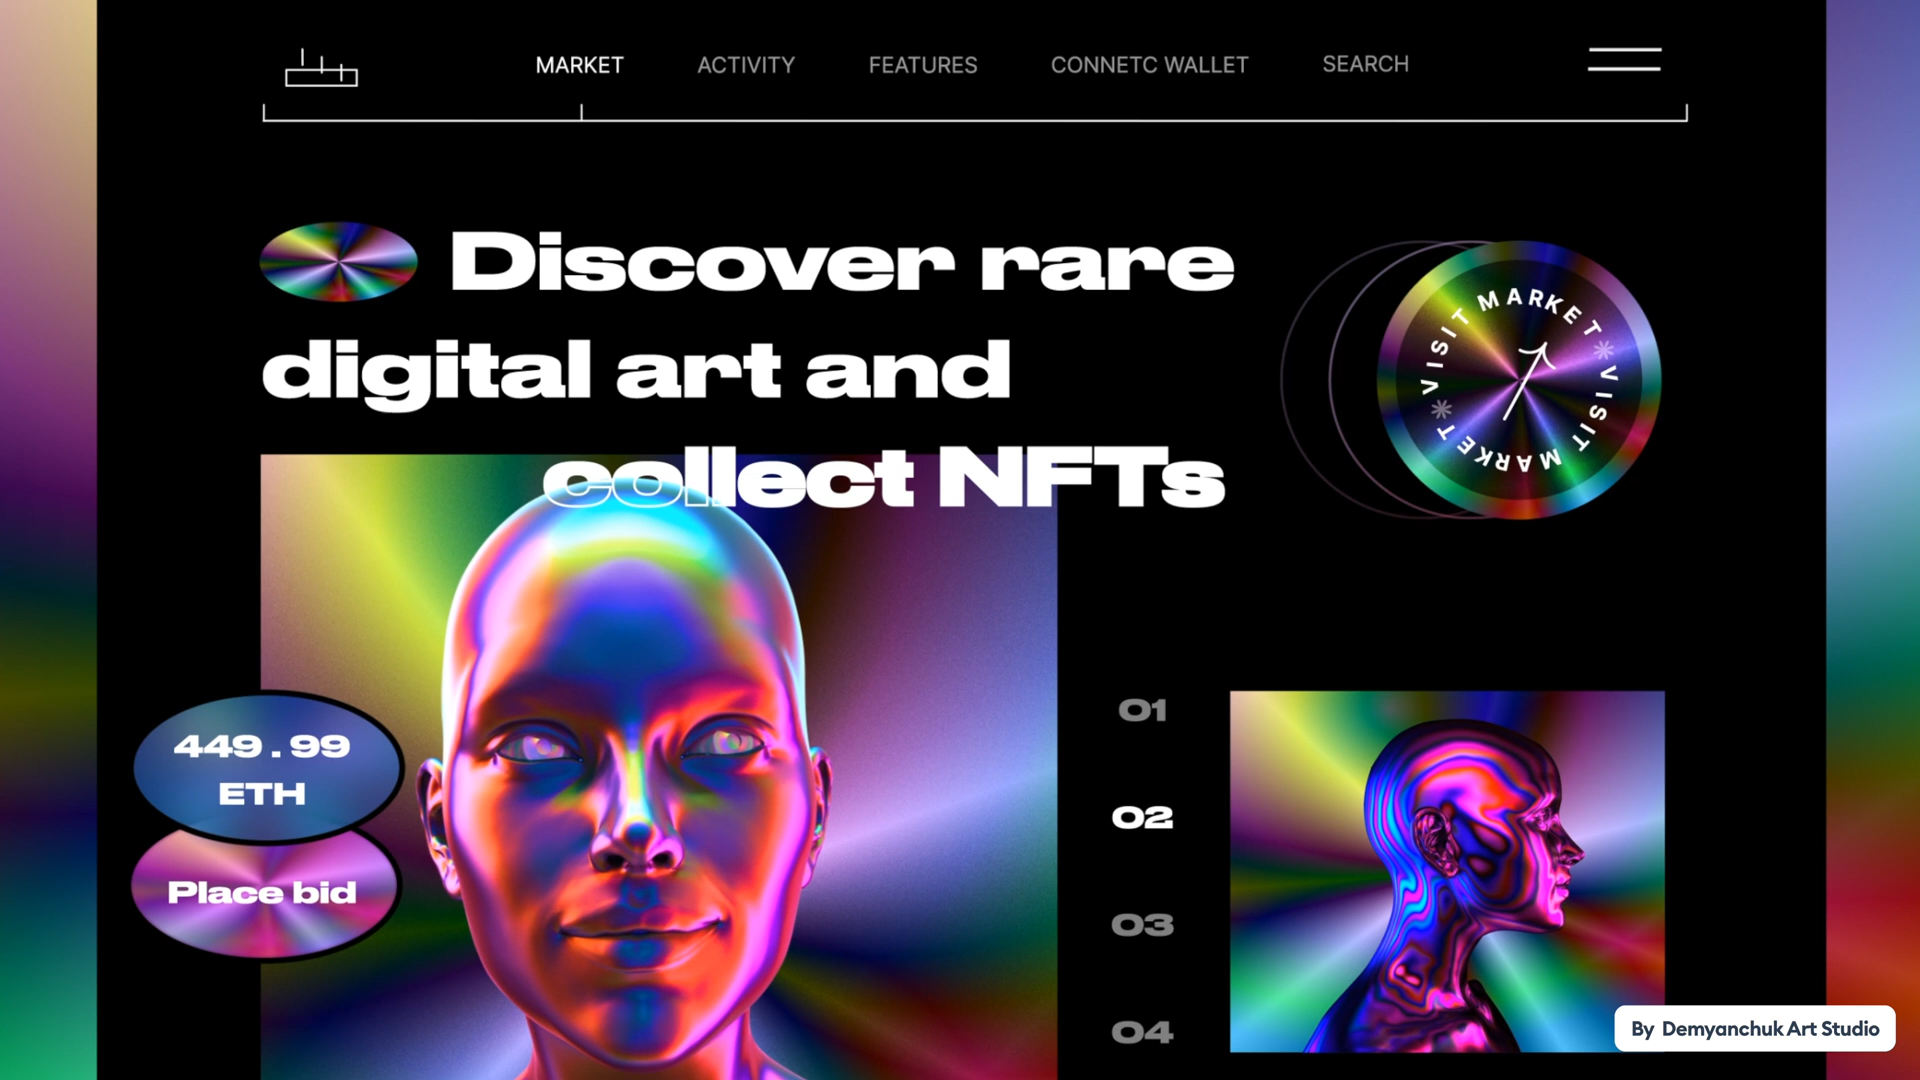 MARKET
ACTIVITY
FEATURES
CONNETC WALLET
SEARCH
Discover rare
digital art and
collect NFTs
VISIT MARKET * VISIT MARKET *
449 . 99
ETH
Place bid
01
02
03
04
By Demyanchuk Art Studio